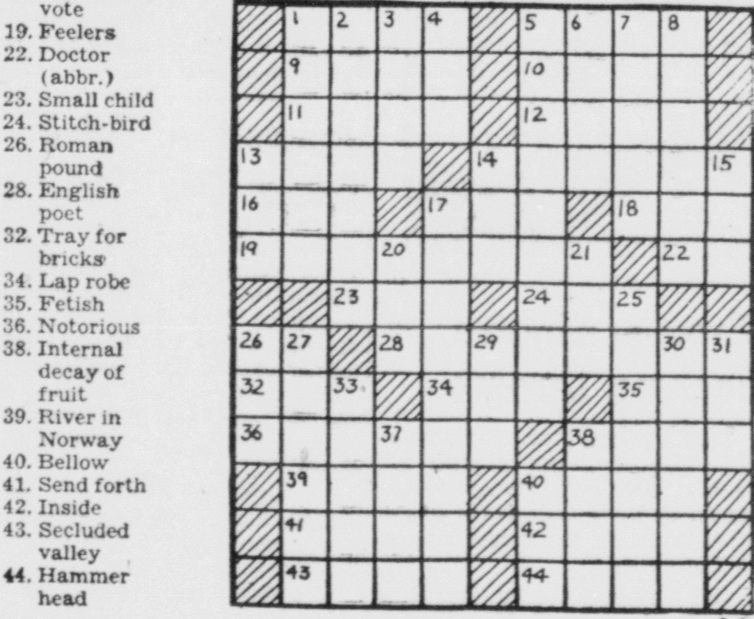 vote
19. Feelers
22. Doctor
(abbr.)
23. Small child
24. Stitch-bird
26. Roman
pound
28. English
poet
32. Tray for
bricks
34. Lap robe
35. Fetish
36. Notorious
38. Internal
decay of
fruit
39. River in
Norway
40. Bellow
41. Send forth
42. Inside
43. Secluded
valley
44. Hammer
head
1 2 3 4 5 6 7 8
9 10
11 12
13 14 15
16 17 18
19 20 21 22
23 24 25
26 27 28 29 30 31
32 33 34 35
36 37 38
39 40
41 42
43 44